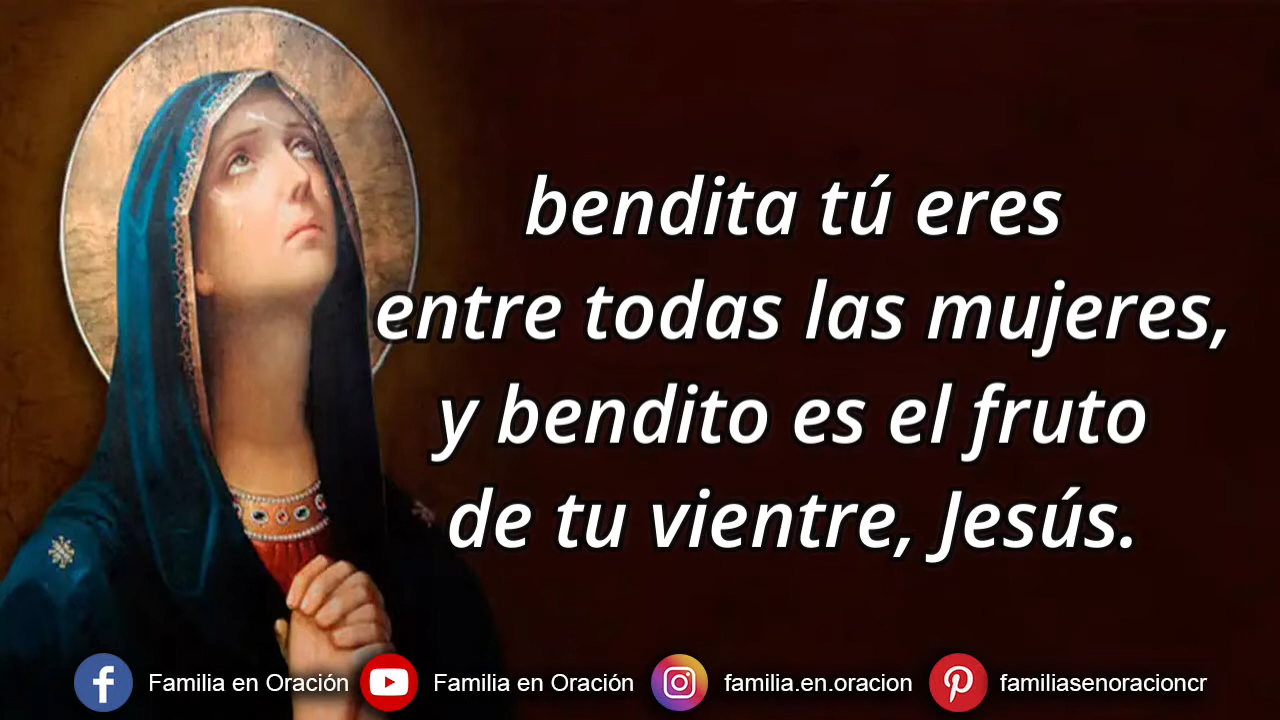 bendita tú eres
entre todas las mujeres,
y bendito es el fruto
de tu vientre, Jesús.
Familia en Oración
Familia en Oración
familia.en.oracion
familiasenoracioncr